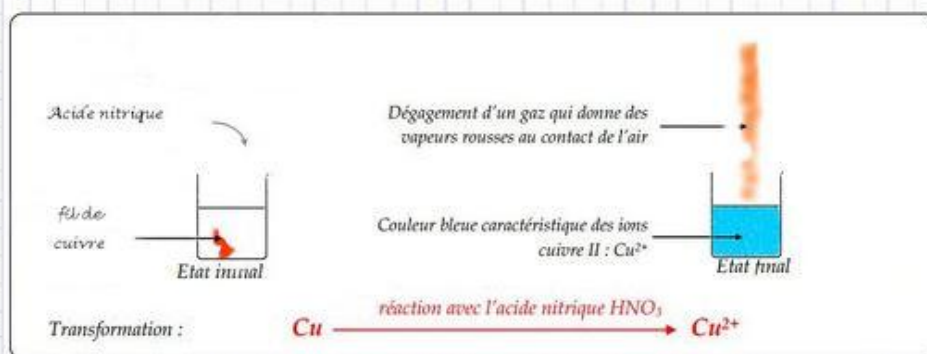 Acide nitrique
Dégagement d'un gaz qui donne des
vapeurs rousses au contact de l'air
fil de
cuivre
Couleur bleue caractéristique des ions
cuivre II : Cu²⁺
Etat initial
Etat final
Transformation :
Cu
réaction avec l'acide nitrique HNO₃
Cu²⁺